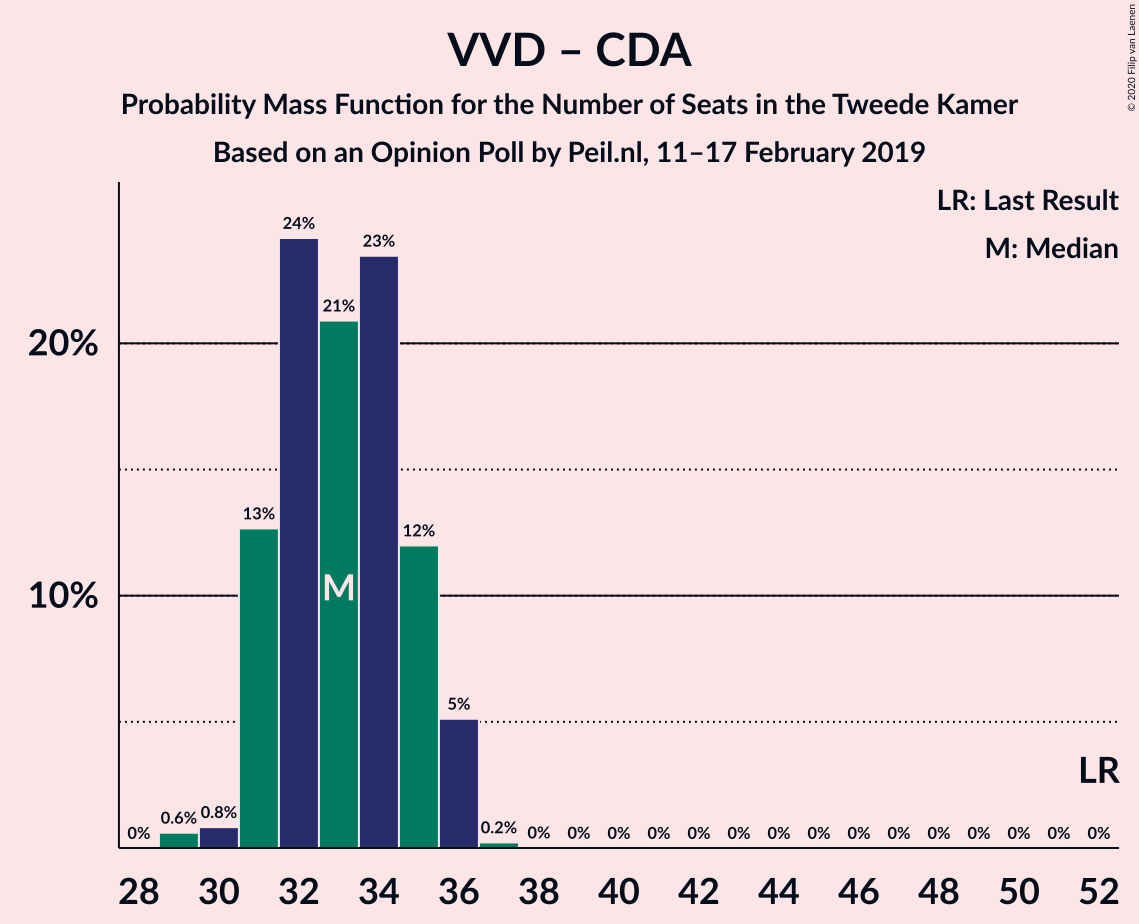 VVD – CDA
Probability Mass Function for the Number of Seats in the Tweede Kamer
Based on an Opinion Poll by Peil.nl, 11–17 February 2019
© 2020 Filip van Laenen
LR: Last Result
M: Median
20%
10%
0% 0.6% 0.8% 13% 24% 21% 23% 12% 5% 0.2% 0% 0% 0% 0% 0% 0% 0% 0% 0% 0% 0% 0% 0% 0% 0%
M
LR
28 30 32 34 36 38 40 42 44 46 48 50 52